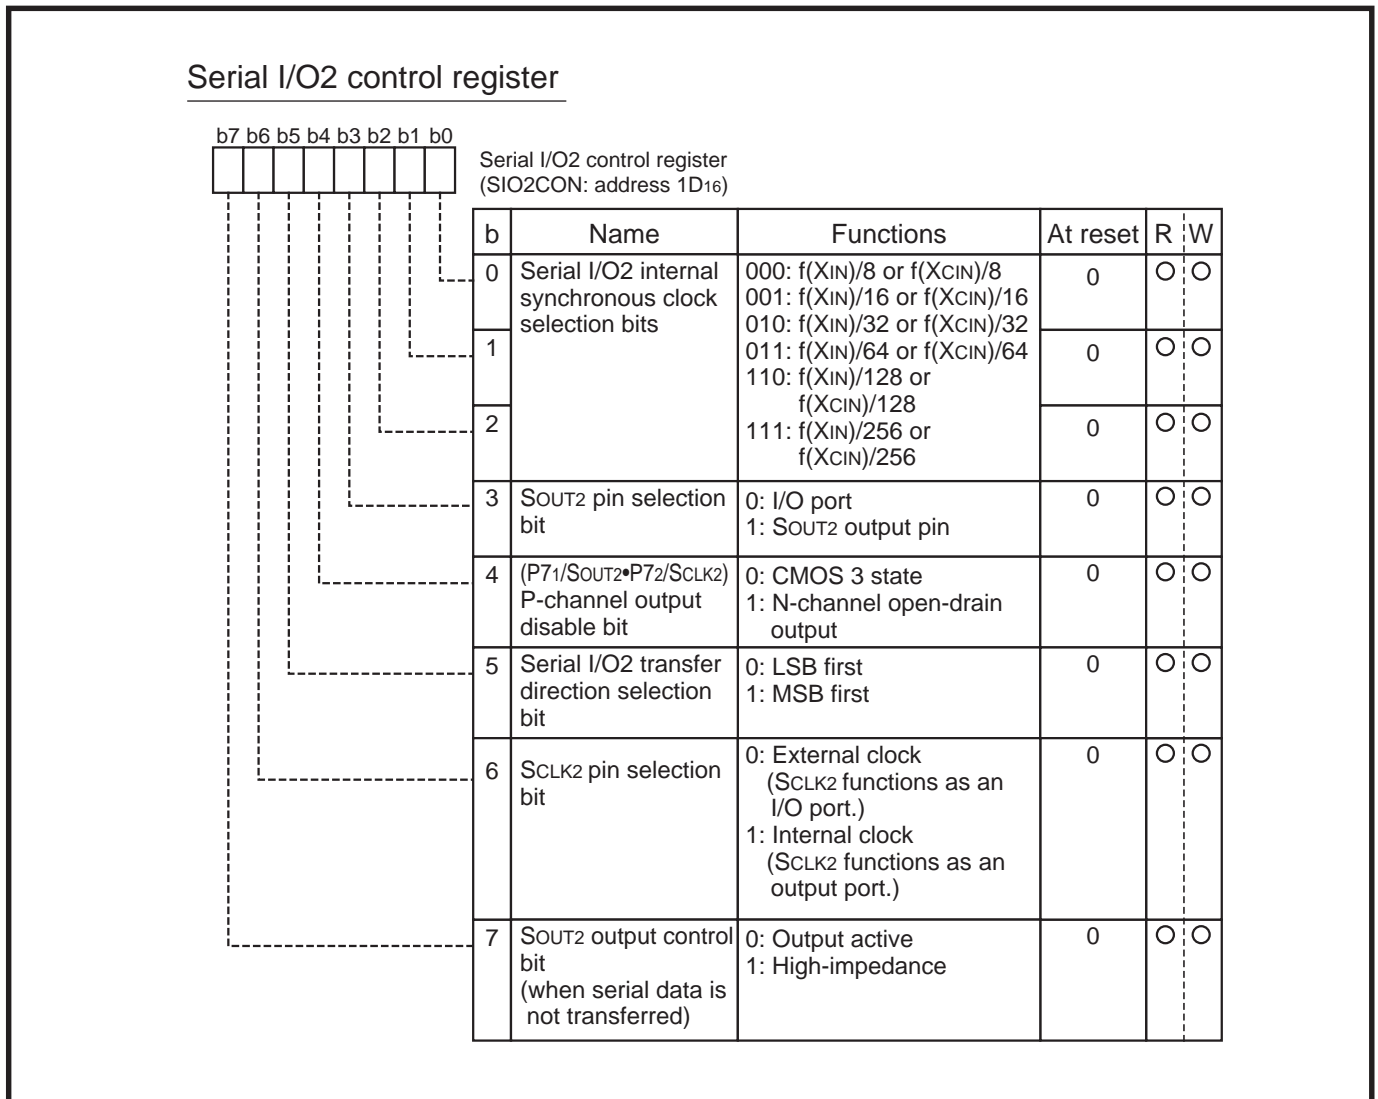 Serial I/O2 control register
b7 b6 b5 b4 b3 b2 b1 b0
Serial I/O2 control register
(SIO2CON: address 1D16)
b Name Functions At reset R W
0 Serial I/O2 internal
synchronous clock
selection bits
000: f(XIN)/8 or f(XCIN)/8
001: f(XIN)/16 or f(XCIN)/16
010: f(XIN)/32 or f(XCIN)/32
011: f(XIN)/64 or f(XCIN)/64
110: f(XIN)/128 or
f(XCIN)/128
111: f(XIN)/256 or
f(XCIN)/256
0
1
0
2
0
3 SOUT2 pin selection
bit
0: I/O port
1: SOUT2 output pin
0
4 (P71/SOUT2•P72/SCLK2)
P-channel output
disable bit
0: CMOS 3 state
1: N-channel open-drain
output
0
5 Serial I/O2 transfer
direction selection
bit
0: LSB first
1: MSB first
0
6 SCLK2 pin selection
bit
0: External clock
(SCLK2 functions as an
I/O port.)
1: Internal clock
(SCLK2 functions as an
output port.)
0
7 SOUT2 output control
bit
(when serial data is
not transferred)
0: Output active
1: High-impedance
0